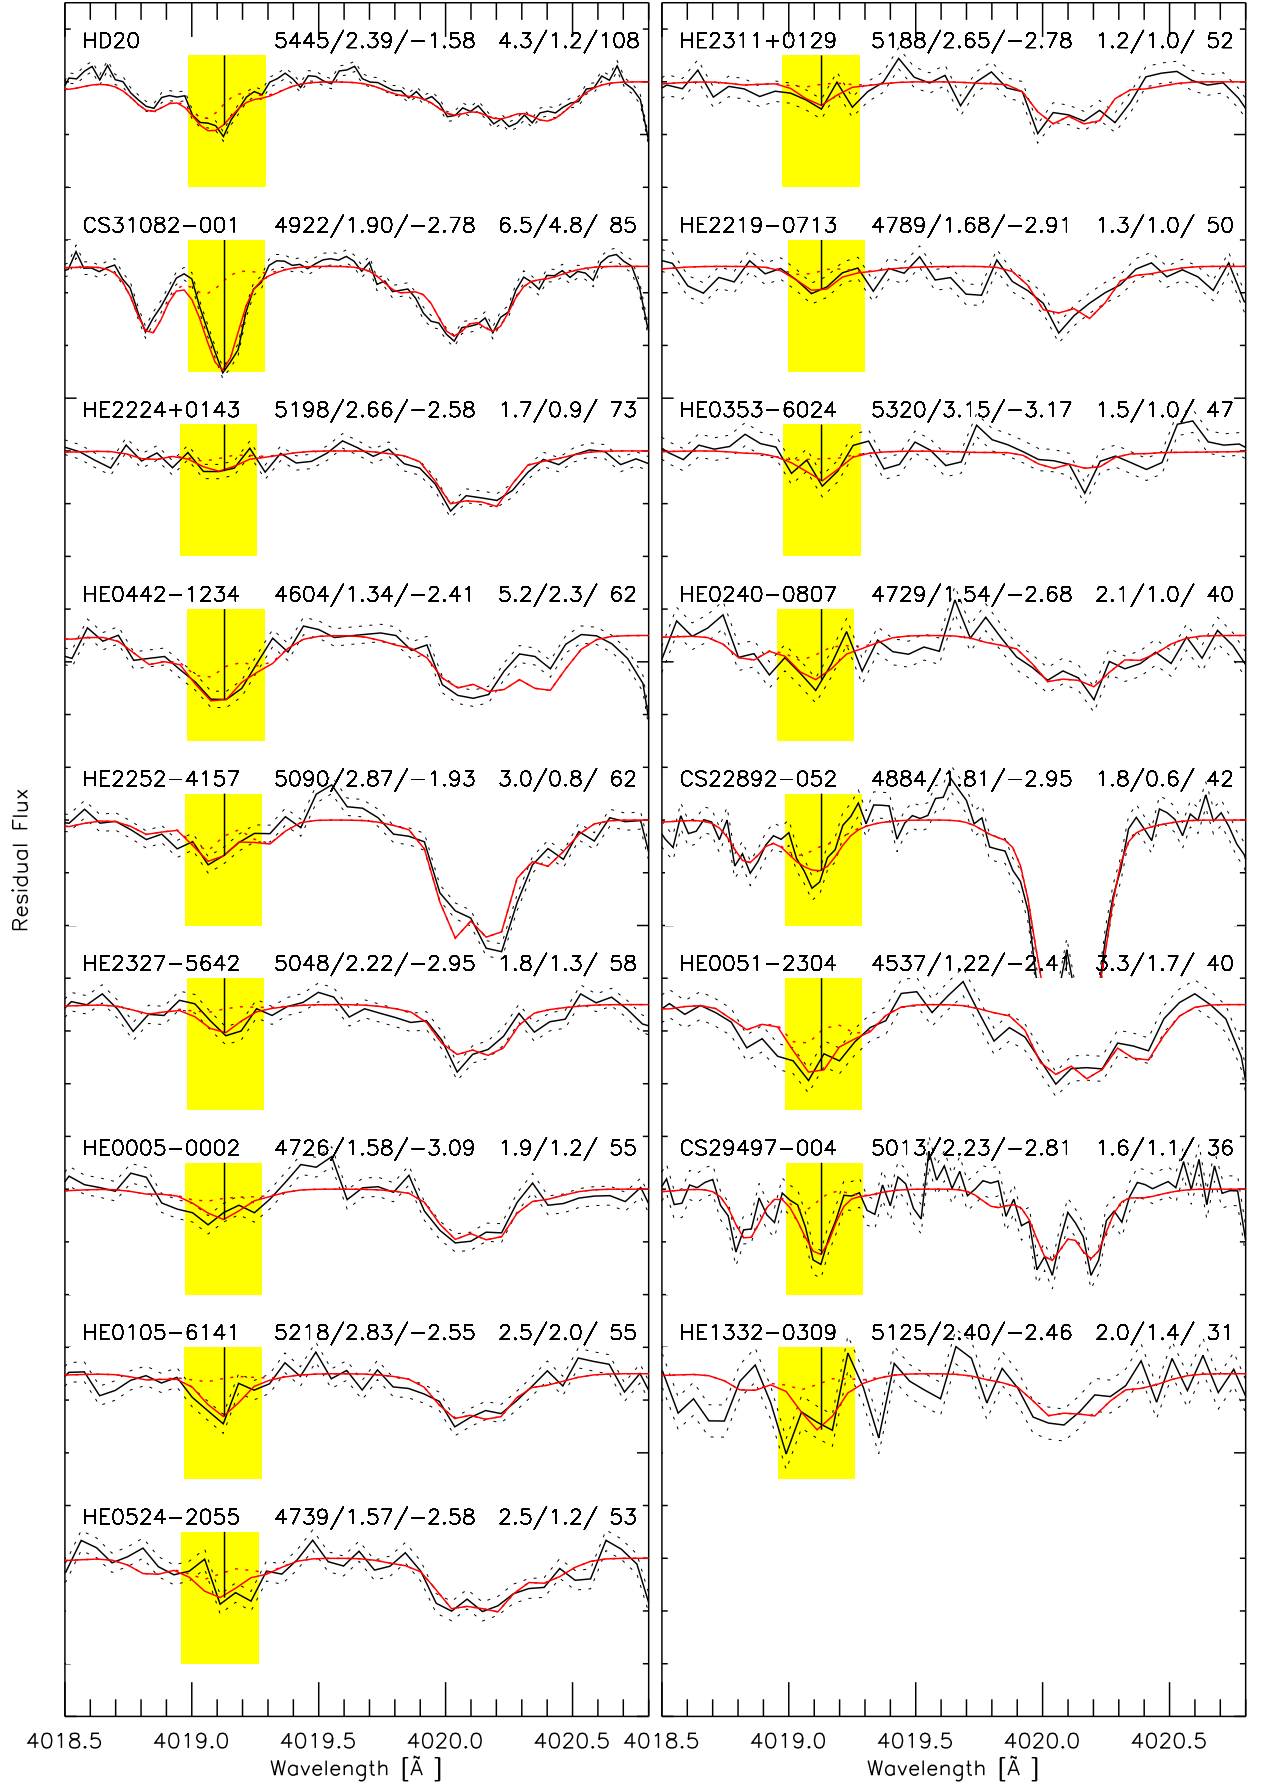 HD20 5445/2.39/−1.58 4.3/1.2/108
CS31082−001 4922/1.90/−2.78 6.5/4.8/ 85
HE2224+0143 5198/2.66/−2.58 1.7/0.9/ 73
HE0442−1234 4604/1.34/−2.41 5.2/2.3/ 62
HE2252−4157 5090/2.87/−1.93 3.0/0.8/ 62
HE2327−5642 5048/2.22/−2.95 1.8/1.3/ 58
HE0005−0002 4726/1.58/−3.09 1.9/1.2/ 55
HE0105−6141 5218/2.83/−2.55 2.5/2.0/ 55
HE0524−2055 4739/1.57/−2.58 2.5/1.2/ 53
HE2311+0129 5188/2.65/−2.78 1.2/1.0/ 52
HE2219−0713 4789/1.68/−2.91 1.3/1.0/ 50
HE0353−6024 5320/3.15/−3.17 1.5/1.0/ 47
HE0240−0807 4729/1.54/−2.68 2.1/1.0/ 40
CS22892−052 4884/1.81/−2.95 1.8/0.6/ 42
HE0051−2304 4537/1.22/−2.41 3.3/1.7/ 40
CS29497−004 5013/2.23/−2.81 1.6/1.1/ 36
HE1332−0309 5125/2.40/−2.46 2.0/1.4/ 31
Residual Flux
4018.5 4019.0 4019.5 4020.0 4020.5
Wavelength [Ã ]
4018.5 4019.0 4019.5 4020.0 4020.5
Wavelength [Ã ]